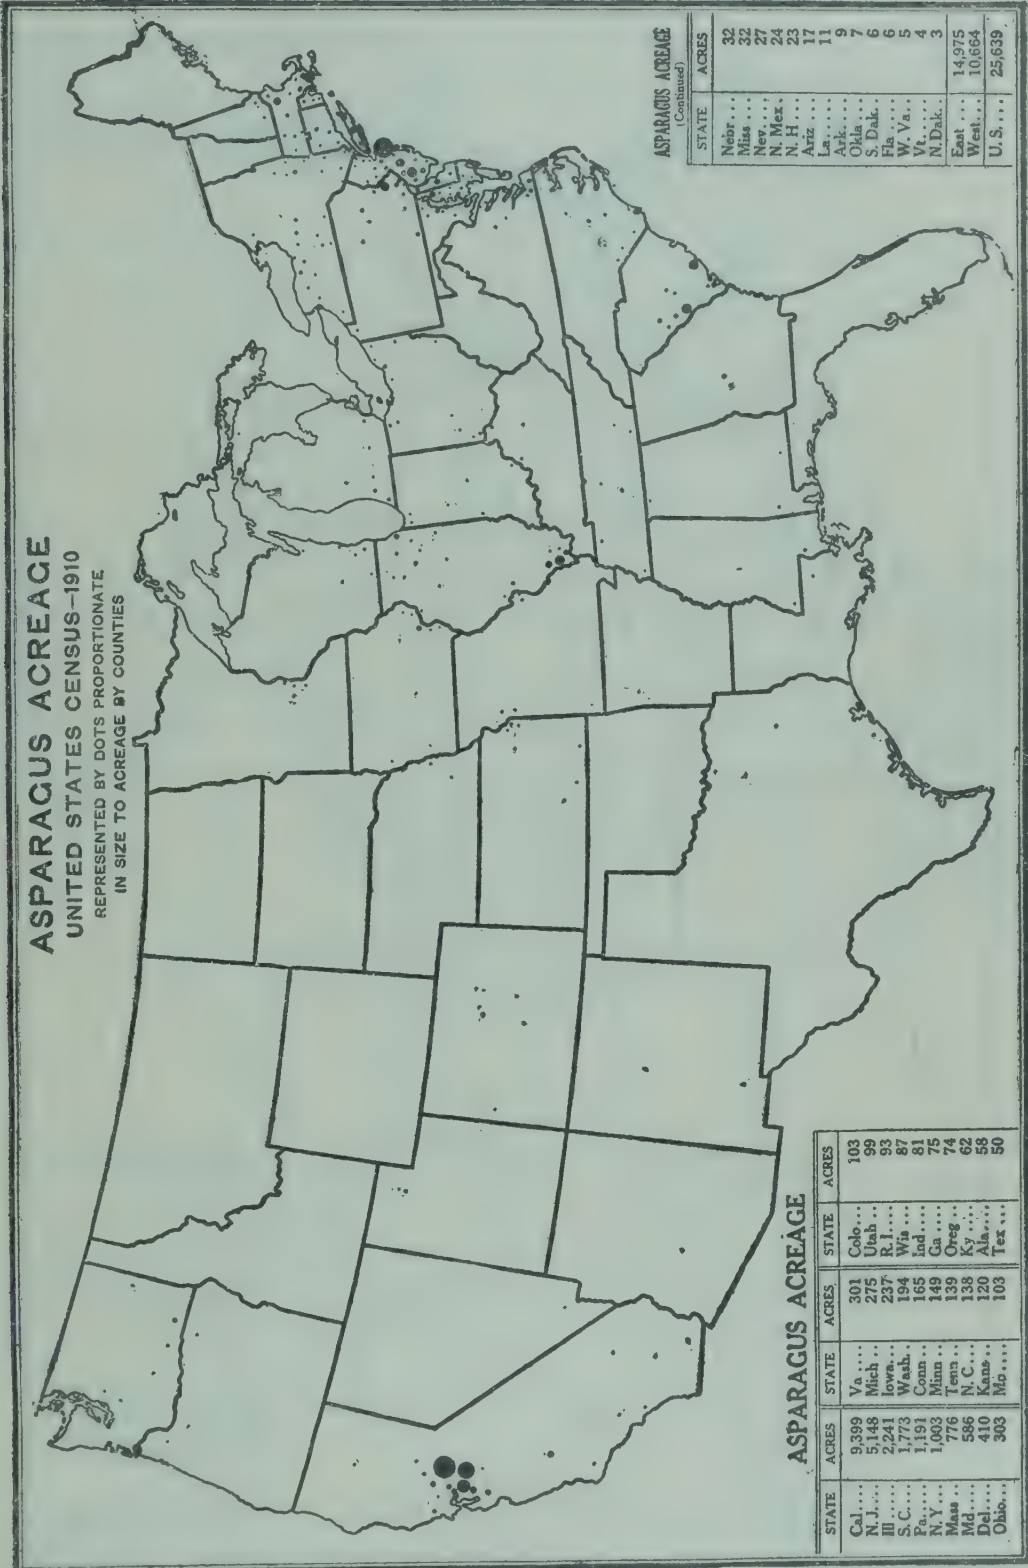 ASPARAGUS ACREAGE
UNITED STATES CENSUS-1910
REPRESENTED BY DOTS PROPORTIONATE
IN SIZE TO ACREAGE BY COUNTIES
ASPARAGUS ACREAGE
STATE ACRES STATE ACRES STATE ACRES
Cal.... 9,399 Va.... 301 Colo... 103
N.J.... 5,148 Mich.. 275 Utah... 99
Ill..... 2,241 Iowa... 237 R.I.... 93
S.C.... 1,773 Wash.. 194 Wis.... 87
Pa..... 1,191 Conn.. 165 Ind.... 81
N.Y... 1,003 Minn.. 149 Ga..... 75
Mass.. 776 Tenn.. 139 Oreg... 74
Md.... 586 N.C.... 138 Ky..... 62
Del.... 410 Kans... 120 Ala..... 58
Ohio... 303 Mo..... 103 Tex.... 50
ASPARAGUS ACREAGE
(Continued)
STATE ACRES
Nebr... 32
Miss... 32
Nev.... 27
N.Mex.. 24
N.H.... 23
Ariz.... 17
La...... 11
Ark..... 9
Okla.... 7
S.Dak.. 6
Fla..... 6
W.Va... 5
Vt...... 4
N.Dak.. 3
East... 14,975
West... 10,664
U.S.... 25,639